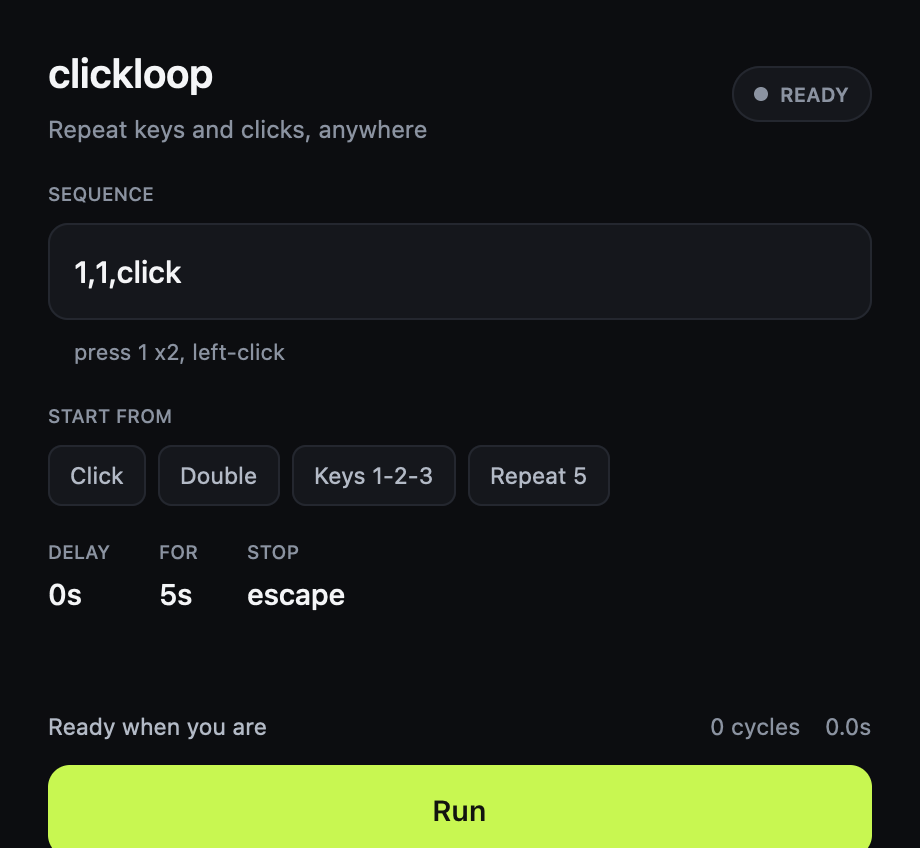 clickloop
READY
Repeat keys and clicks, anywhere
SEQUENCE
1,1,click
press 1 x2, left-click
START FROM
Click Double Keys 1-2-3 Repeat 5
DELAY FOR STOP
0s 5s escape
Ready when you are 0 cycles 0.0s
Run